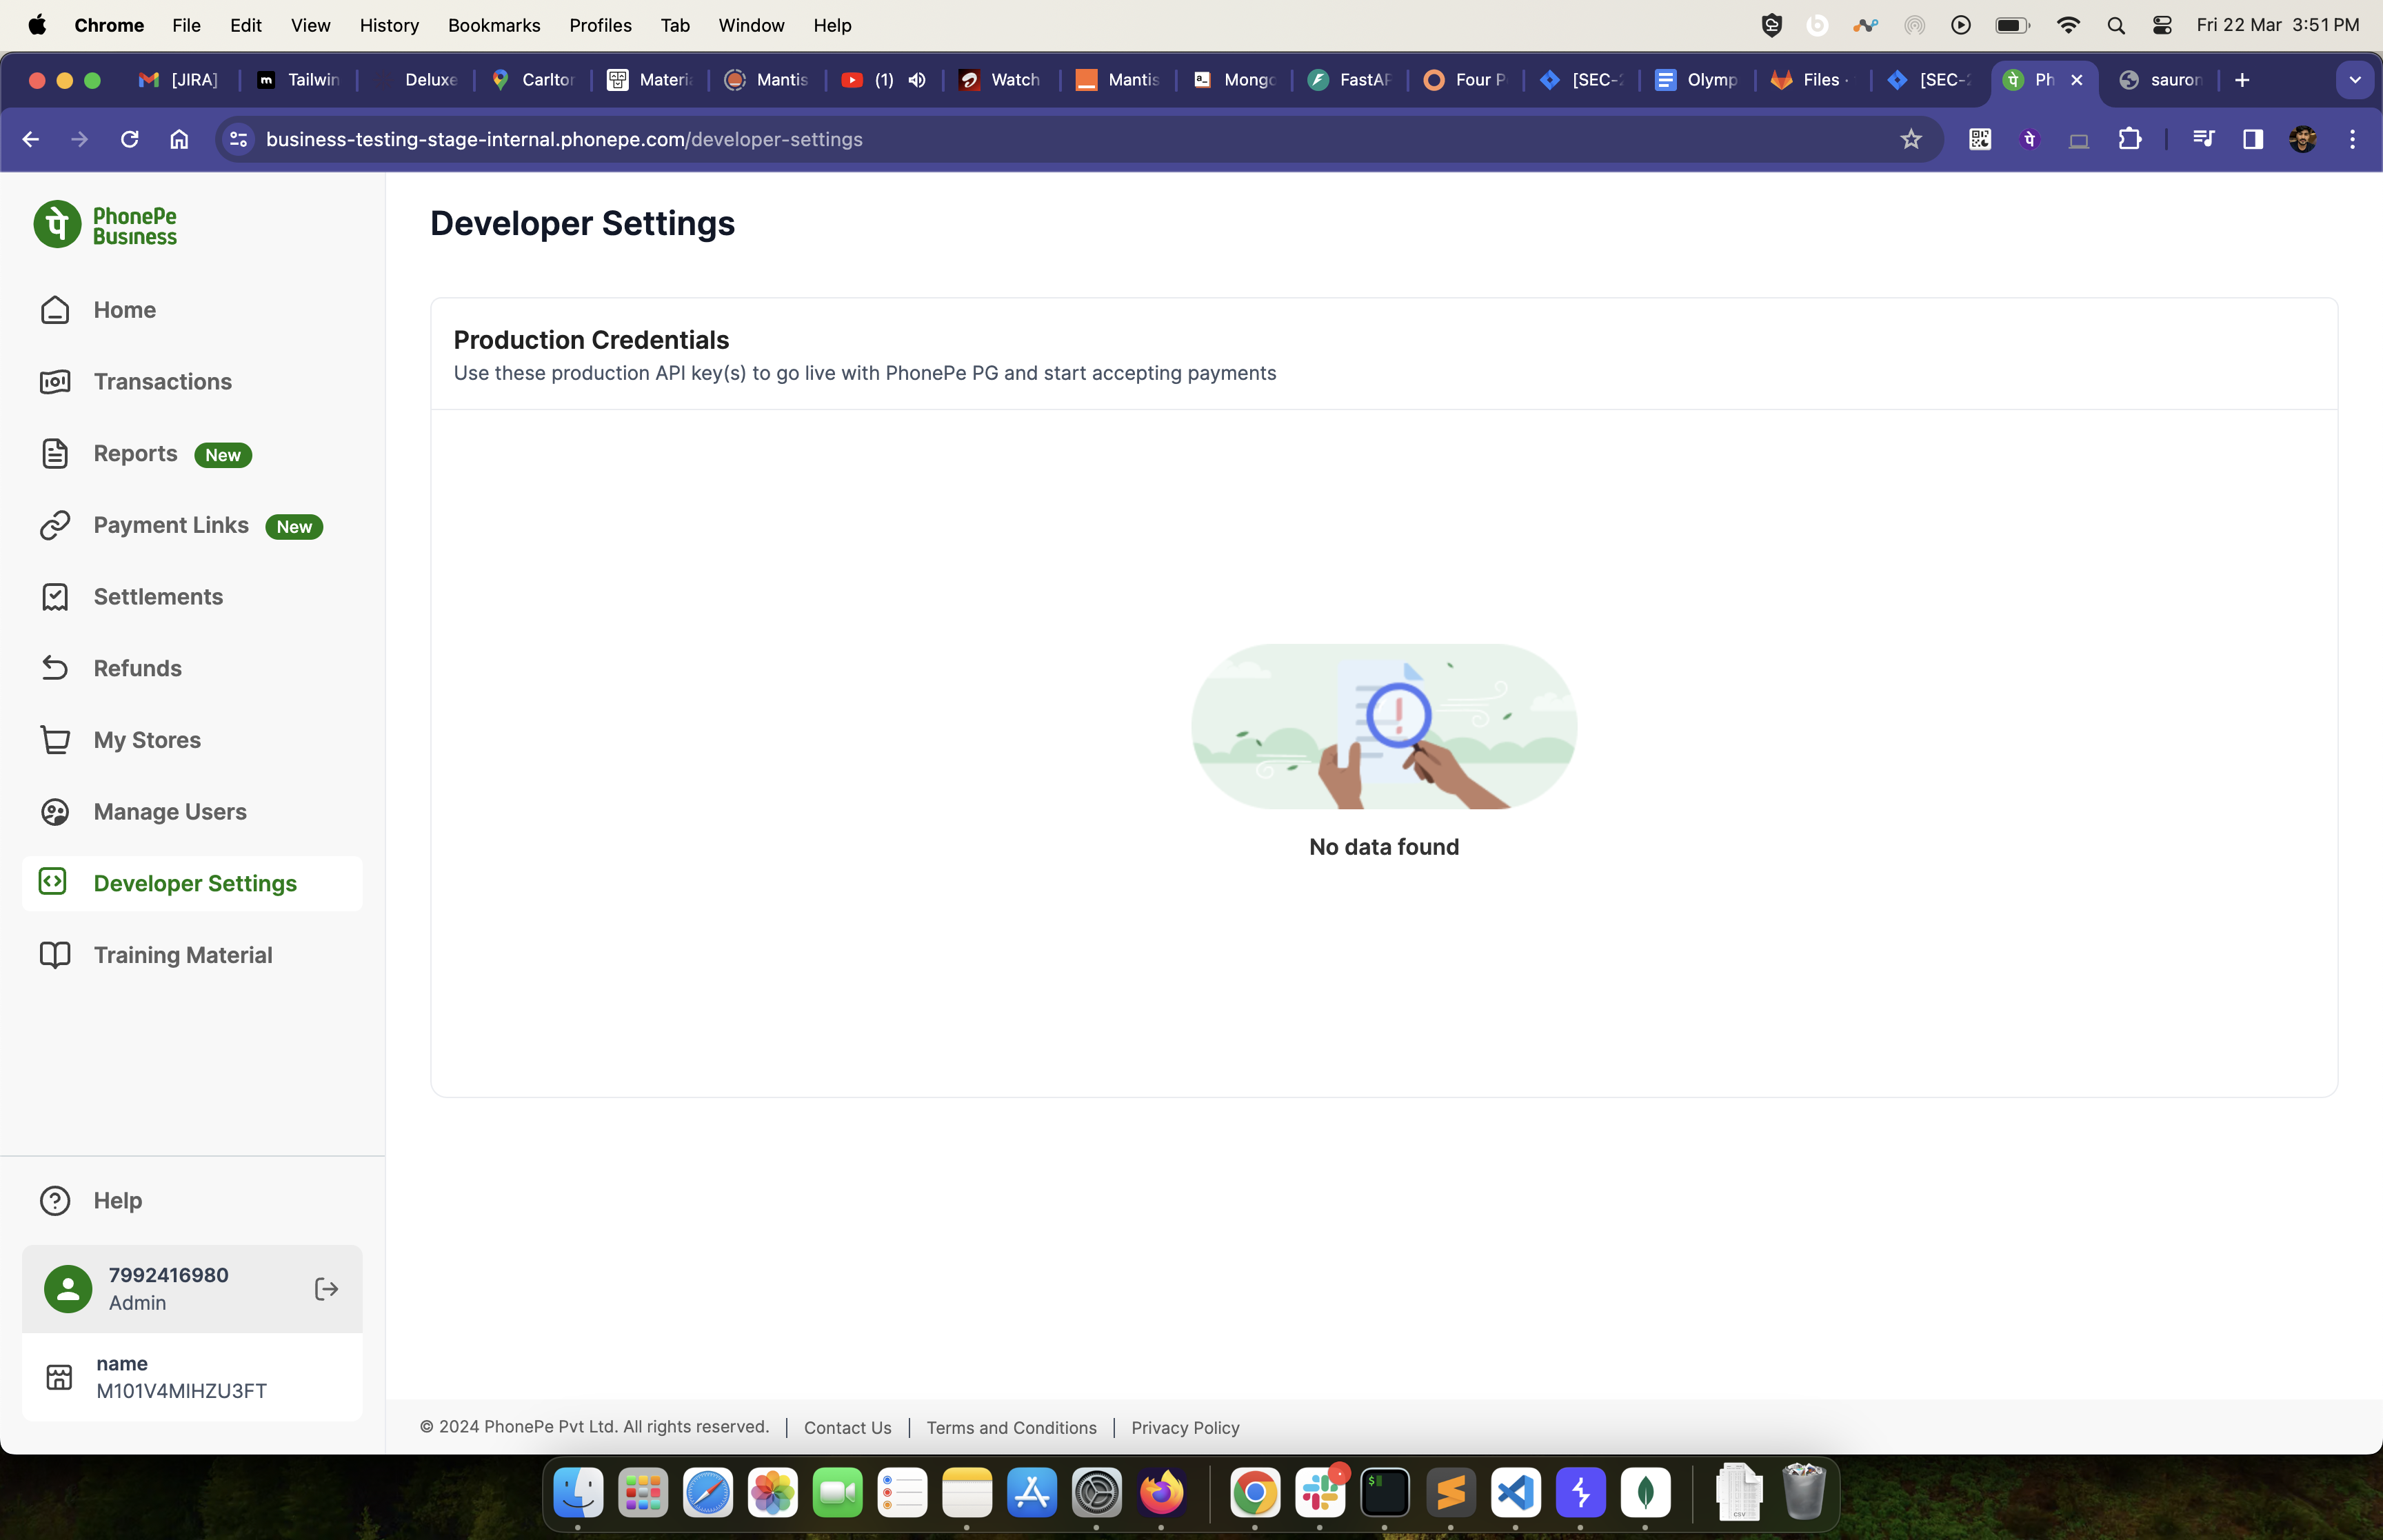 Chrome File Edit View History Bookmarks Profiles Tab Window Help Fri 22 Mar 3:51 PM
[JIRA] Tailwin Deluxe Carltor Materia Mantis (1) Watch Mantis Mongo FastAP Four P [SEC-2 Olymp Files · [SEC-2 Ph sauron
business-testing-stage-internal.phonepe.com/developer-settings
पे PhonePe
Business
Home
Transactions
Reports New
Payment Links New
Settlements
Refunds
My Stores
Manage Users
Developer Settings
Training Material
Help
7992416980
Admin
name
M101V4MIHZU3FT
Developer Settings
Production Credentials
Use these production API key(s) to go live with PhonePe PG and start accepting payments
No data found
© 2024 PhonePe Pvt Ltd. All rights reserved. | Contact Us | Terms and Conditions | Privacy Policy